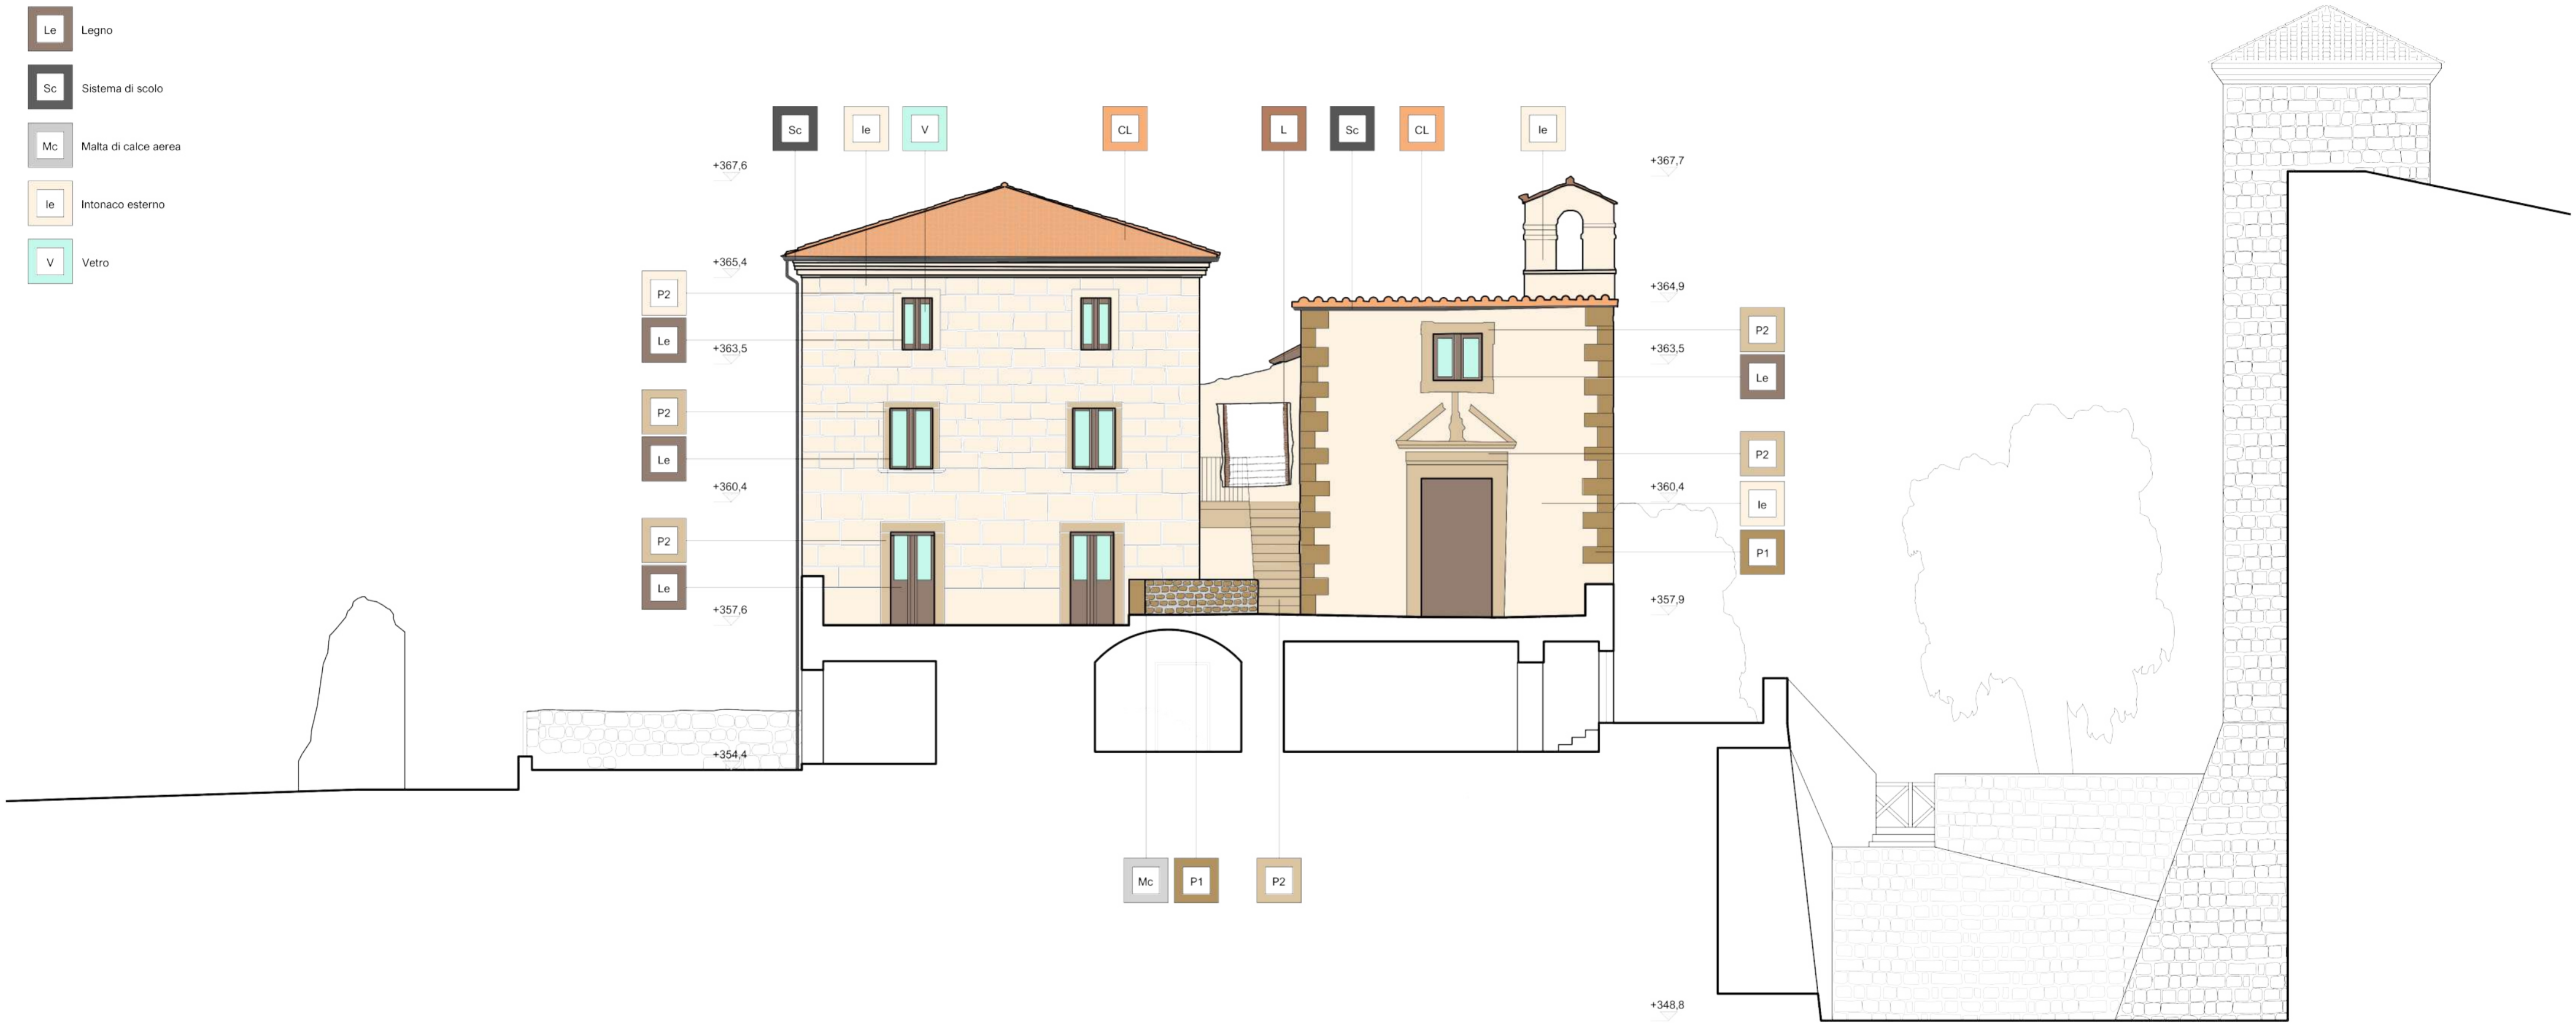 Le Legno
Sc Sistema di scolo
Mc Malta di calce aerea
Ie Intonaco esterno
V Vetro
Sc Ie V CL L Sc CL Ie
+367,6
+367,7
+365,4
+364,9
P2
Le
+363,5
+363,5
P2
Le
P2
Le
+360,4
+360,4
P2
Ie
P1
P2
Le
+357,6
+357,9
+354,4
Mc P1 P2
+348,8